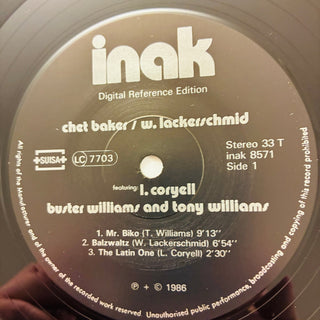 inak
Digital Reference Edition
chet baker / w. lackerschmid
+SUISA+
LC 7703
Stereo 33 T
inak 8571
Side 1
featuring: l. coryell
buster williams and tony williams
1. Mr. Biko (T. Williams) 9'13''
2. Balzwaltz (W. Lackerschmid) 6'54''
3. The Latin One (L. Coryell) 2'30''
℗ + © 1986
All rights of the Manufacturer and of the owner of the recorded work reserved. Unauthorised public performance, broadcasting and copying of this record prohibited.